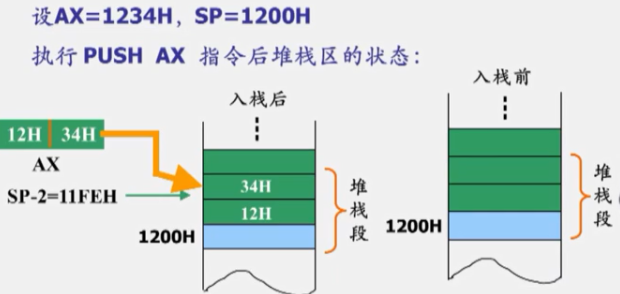 设AX=1234H, SP=1200H
执行 PUSH AX 指令后堆栈区的状态:
入栈后
入栈前
12H 34H
AX
SP-2=11FEH
34H
12H
1200H
堆栈段
1200H
堆栈段